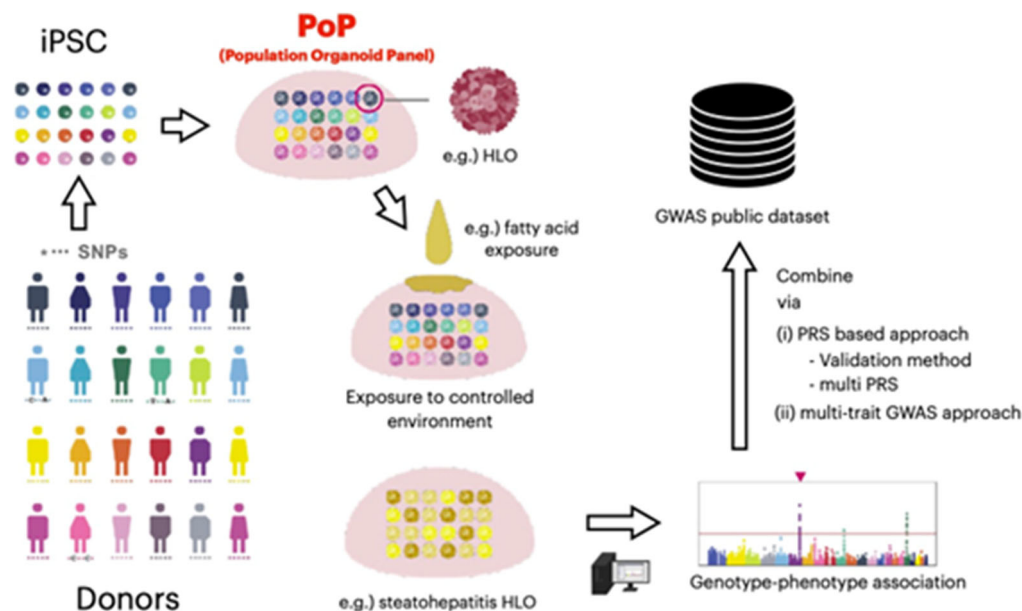 iPSC
PoP
(Population Organoid Panel)
e.g.) HLO
e.g.) fatty acid
exposure
Exposure to controlled
environment
SNPs
Donors
e.g.) steatohepatitis HLO
GWAS public dataset
Combine
via
(i) PRS based approach
- Validation method
- multi PRS
(ii) multi-trait GWAS approach
Genotype-phenotype association